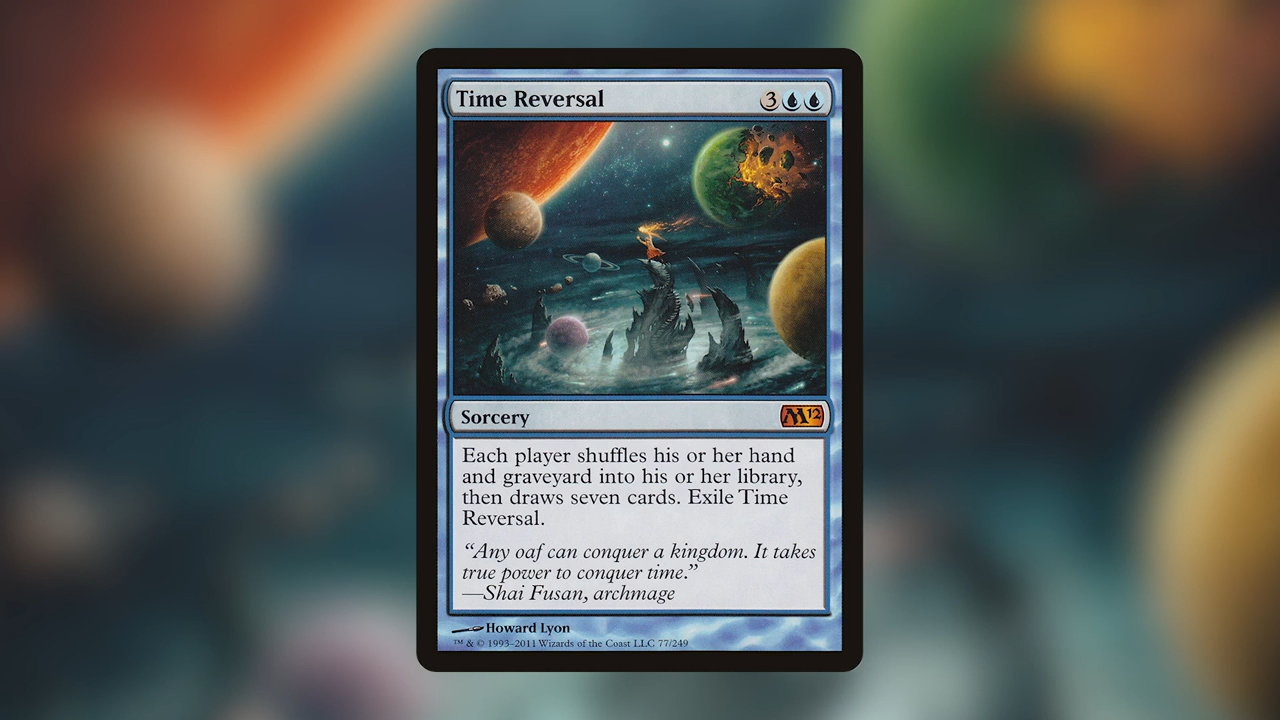 Time Reversal 3
Sorcery M12
Each player shuffles his or her hand
and graveyard into his or her library,
then draws seven cards. Exile Time
Reversal.
“Any oaf can conquer a kingdom. It takes
true power to conquer time.”
—Shai Fusan, archmage
Howard Lyon
™ & © 1993–2011 Wizards of the Coast LLC 77/249